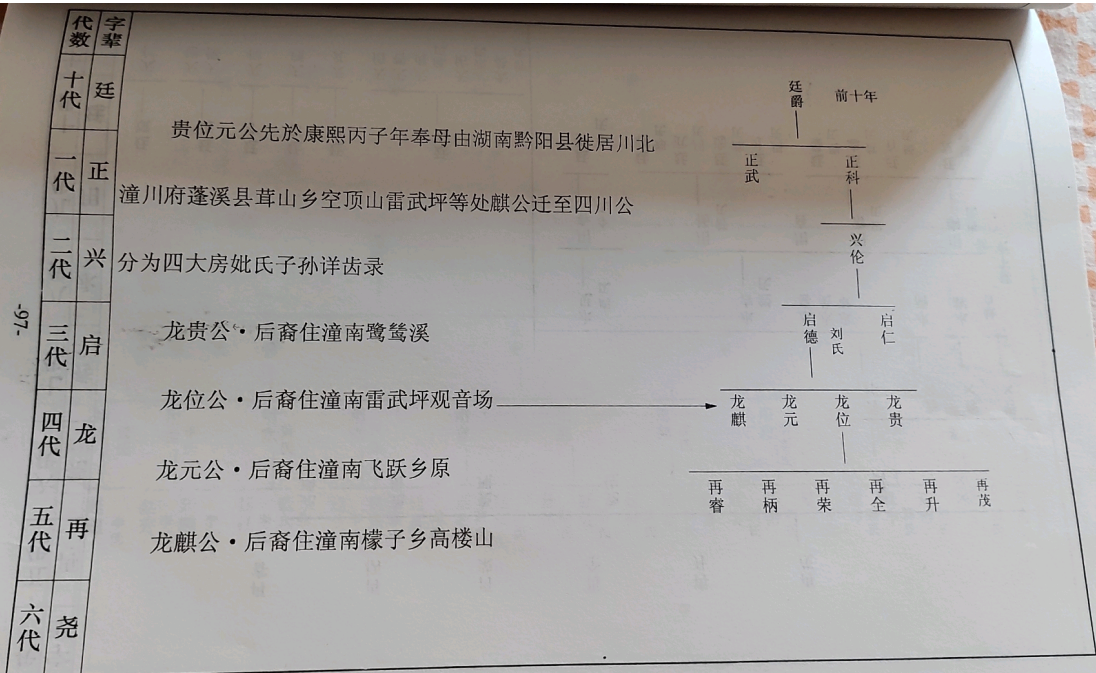 代数 字辈
十代 廷
一代 正
二代 兴
三代 启
四代 龙
五代 再
六代 尧
-97-
贵位元公先於康熙丙子年奉母由湖南黔阳县徙居川北
潼川府蓬溪县茸山乡空顶山雷武坪等处麒公迁至四川公
分为四大房妣氏子孙详齿录
龙贵公·后裔住潼南鹭鸶溪
龙位公·后裔住潼南雷武坪观音场
龙元公·后裔住潼南飞跃乡原
龙麒公·后裔住潼南檬子乡高楼山
廷爵 前十年
正武 正科
兴伦
启德 刘氏 启仁
龙麒 龙元 龙位 龙贵
再睿 再柄 再荣 再全 再升 再茂